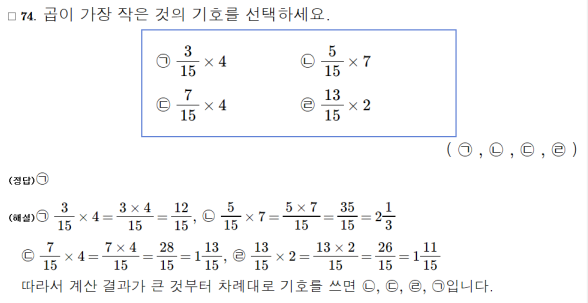 □ 74. 곱이 가장 작은 것의 기호를 선택하세요.
㉠ 3/15 × 4 ㉡ 5/15 × 7
㉢ 7/15 × 4 ㉣ 13/15 × 2
( ㉠ , ㉡ , ㉢ , ㉣ )
(정답)㉠
(해설)㉠ 3/15 × 4 = (3 × 4)/15 = 12/15, ㉡ 5/15 × 7 = (5 × 7)/15 = 35/15 = 2 1/3
㉢ 7/15 × 4 = (7 × 4)/15 = 28/15 = 1 13/15, ㉣ 13/15 × 2 = (13 × 2)/15 = 26/15 = 1 11/15
따라서 계산 결과가 큰 것부터 차례대로 기호를 쓰면 ㉡, ㉢, ㉣, ㉠입니다.